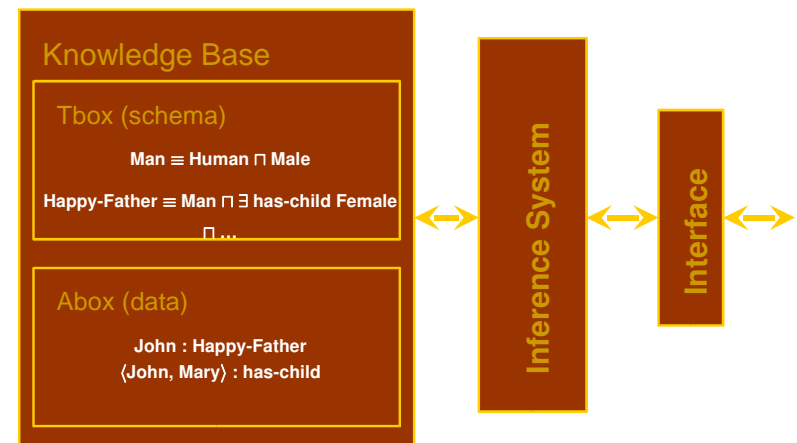 Knowledge Base
Tbox (schema)
Man ≡ Human ⊓ Male
Happy-Father ≡ Man ⊓ ∃ has-child Female
⊓ …
Abox (data)
John : Happy-Father
⟨John, Mary⟩ : has-child
Inference System
Interface